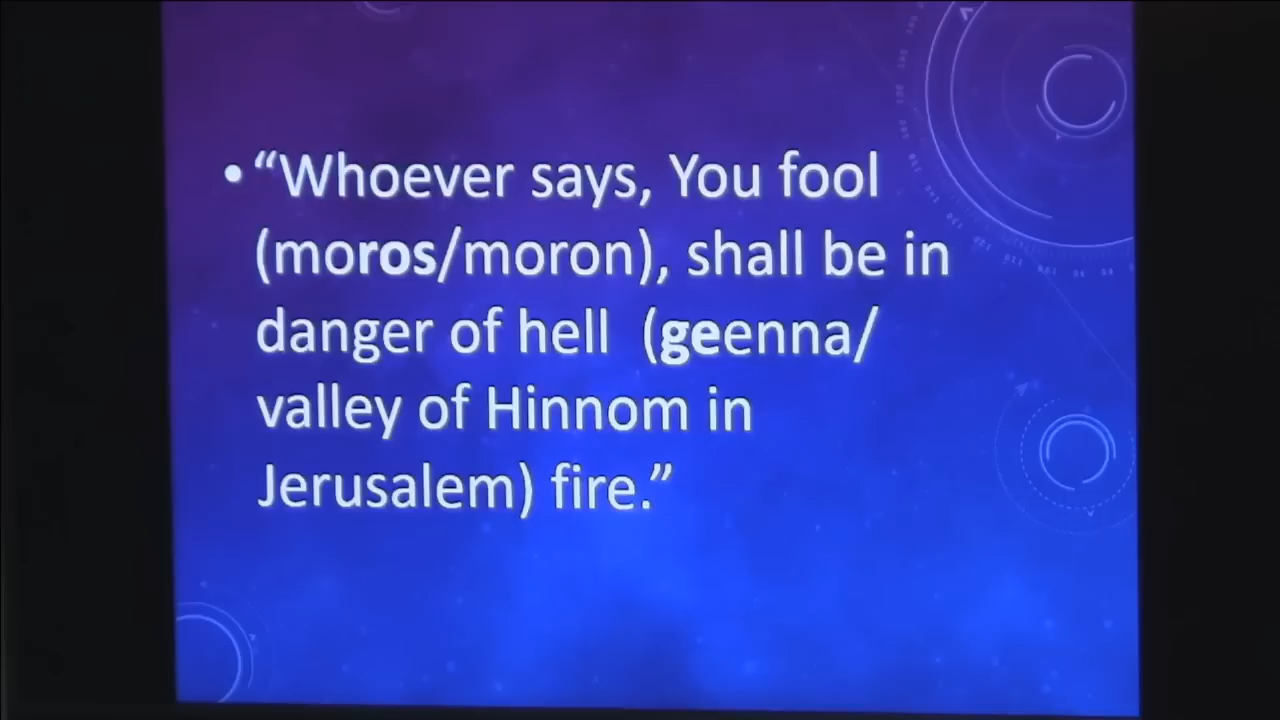 • “Whoever says, You fool
(moros/moron), shall be in
danger of hell (geenna/
valley of Hinnom in
Jerusalem) fire.”